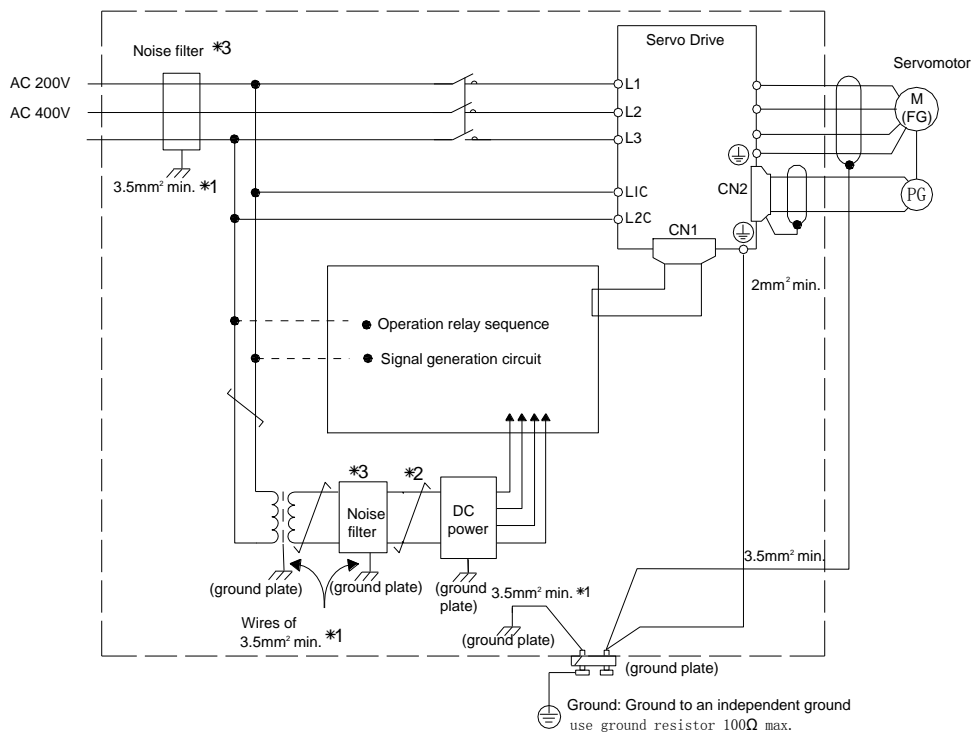 Servo Drive
Noise filter *3
Servomotor
AC 200V
L1
M
(FG)
AC 400V
L2
L3
3.5mm² min. *1
L1C
CN2
PG
L2C
CN1
2mm² min.
Operation relay sequence
Signal generation circuit
*3
*2
Noise
filter
DC
power
3.5mm² min.
(ground plate)
(ground plate)
(ground
plate)
3.5mm² min. *1
Wires of
3.5mm² min. *1
(ground plate)
(ground plate)
Ground: Ground to an independent ground
use ground resistor 100Ω max.